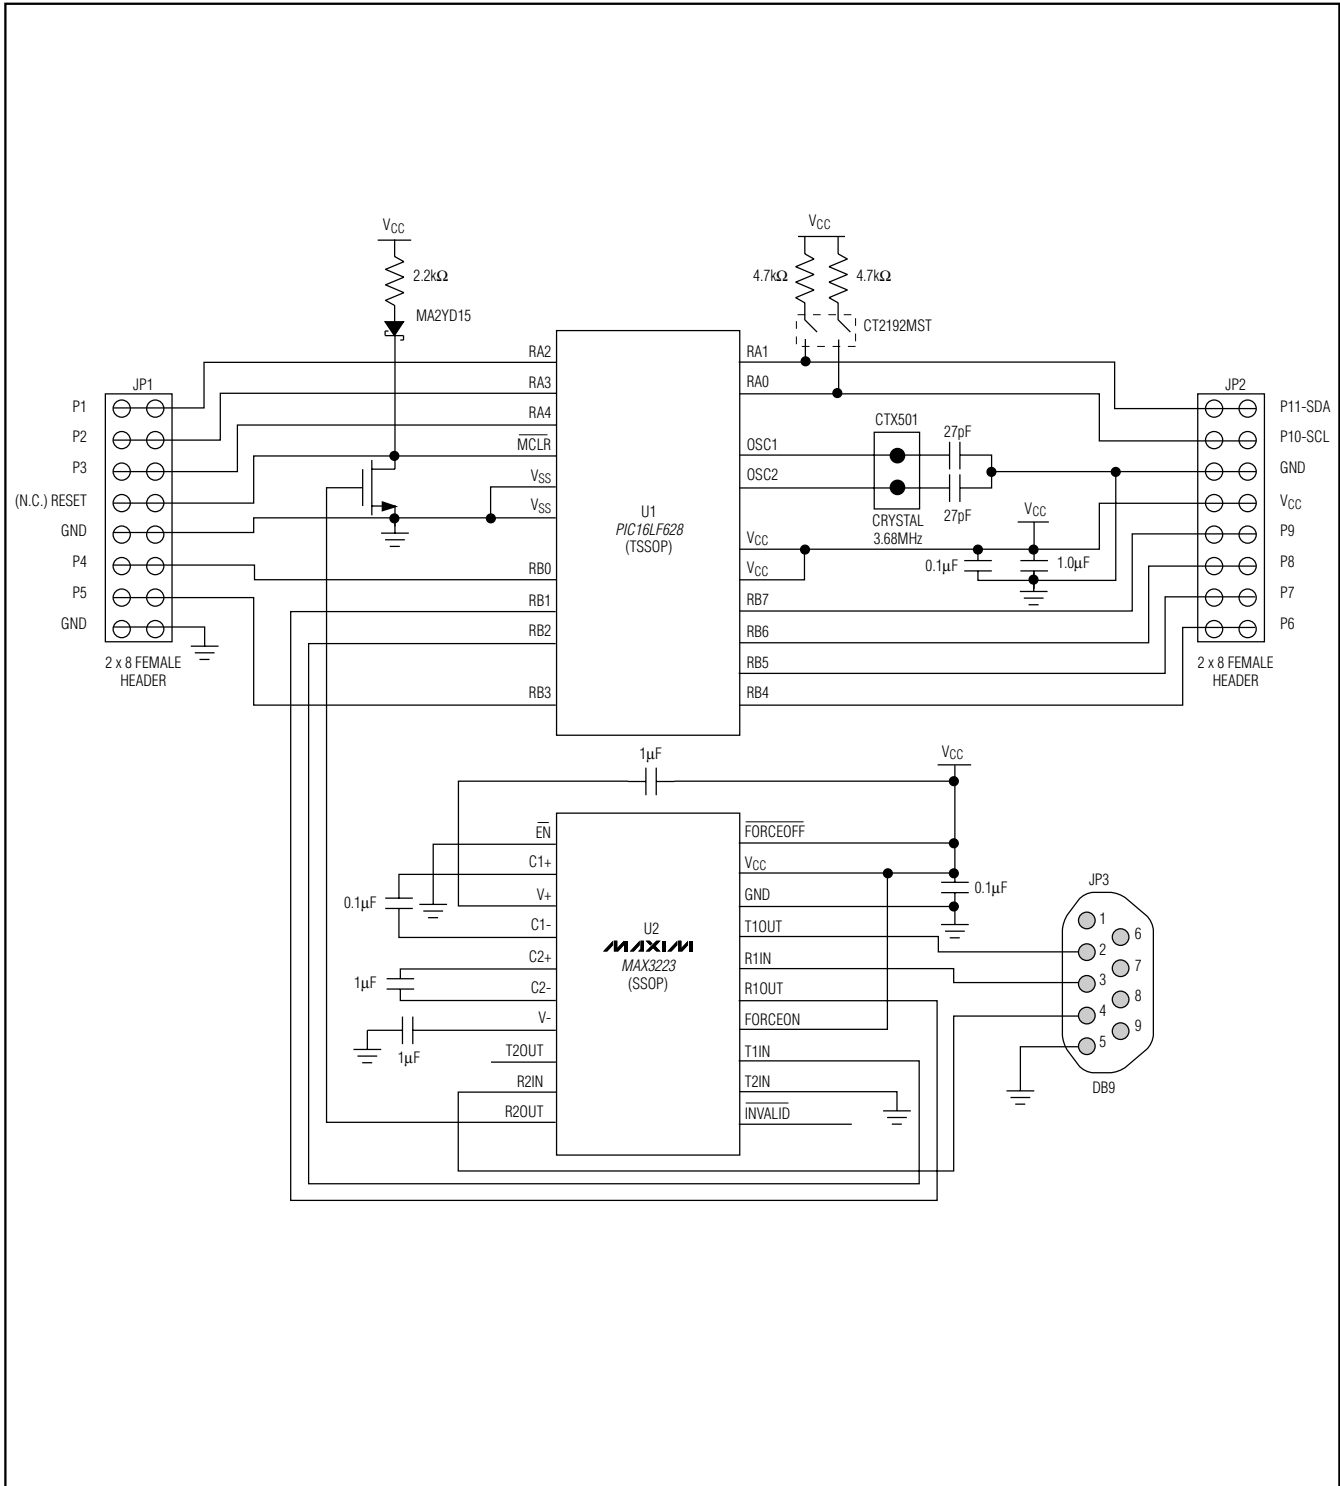 VCC
2.2kΩ
MA2YD15
VCC
4.7kΩ 4.7kΩ
CT2192MST
JP1
P1
P2
P3
(N.C.) RESET
GND
P4
P5
GND
2 x 8 FEMALE
HEADER
RA2
RA3
RA4
MCLR
VSS
VSS
RB0
RB1
RB2
RB3
U1
PIC16LF628
(TSSOP)
RA1
RA0
OSC1
OSC2
VCC
VCC
RB7
RB6
RB5
RB4
CTX501
27pF
27pF
CRYSTAL
3.68MHz
VCC
0.1µF 1.0µF
JP2
P11-SDA
P10-SCL
GND
VCC
P9
P8
P7
P6
2 x 8 FEMALE
HEADER
1µF
VCC
EN
C1+
V+
C1-
C2+
C2-
V-
T2OUT
R2IN
R2OUT
0.1µF
1µF
1µF
U2
MAXIM
MAX3223
(SSOP)
FORCEOFF
VCC
GND
T1OUT
R1IN
R1OUT
FORCEON
T1IN
T2IN
INVALID
0.1µF
JP3
1
6
2
7
3
8
4
9
5
DB9